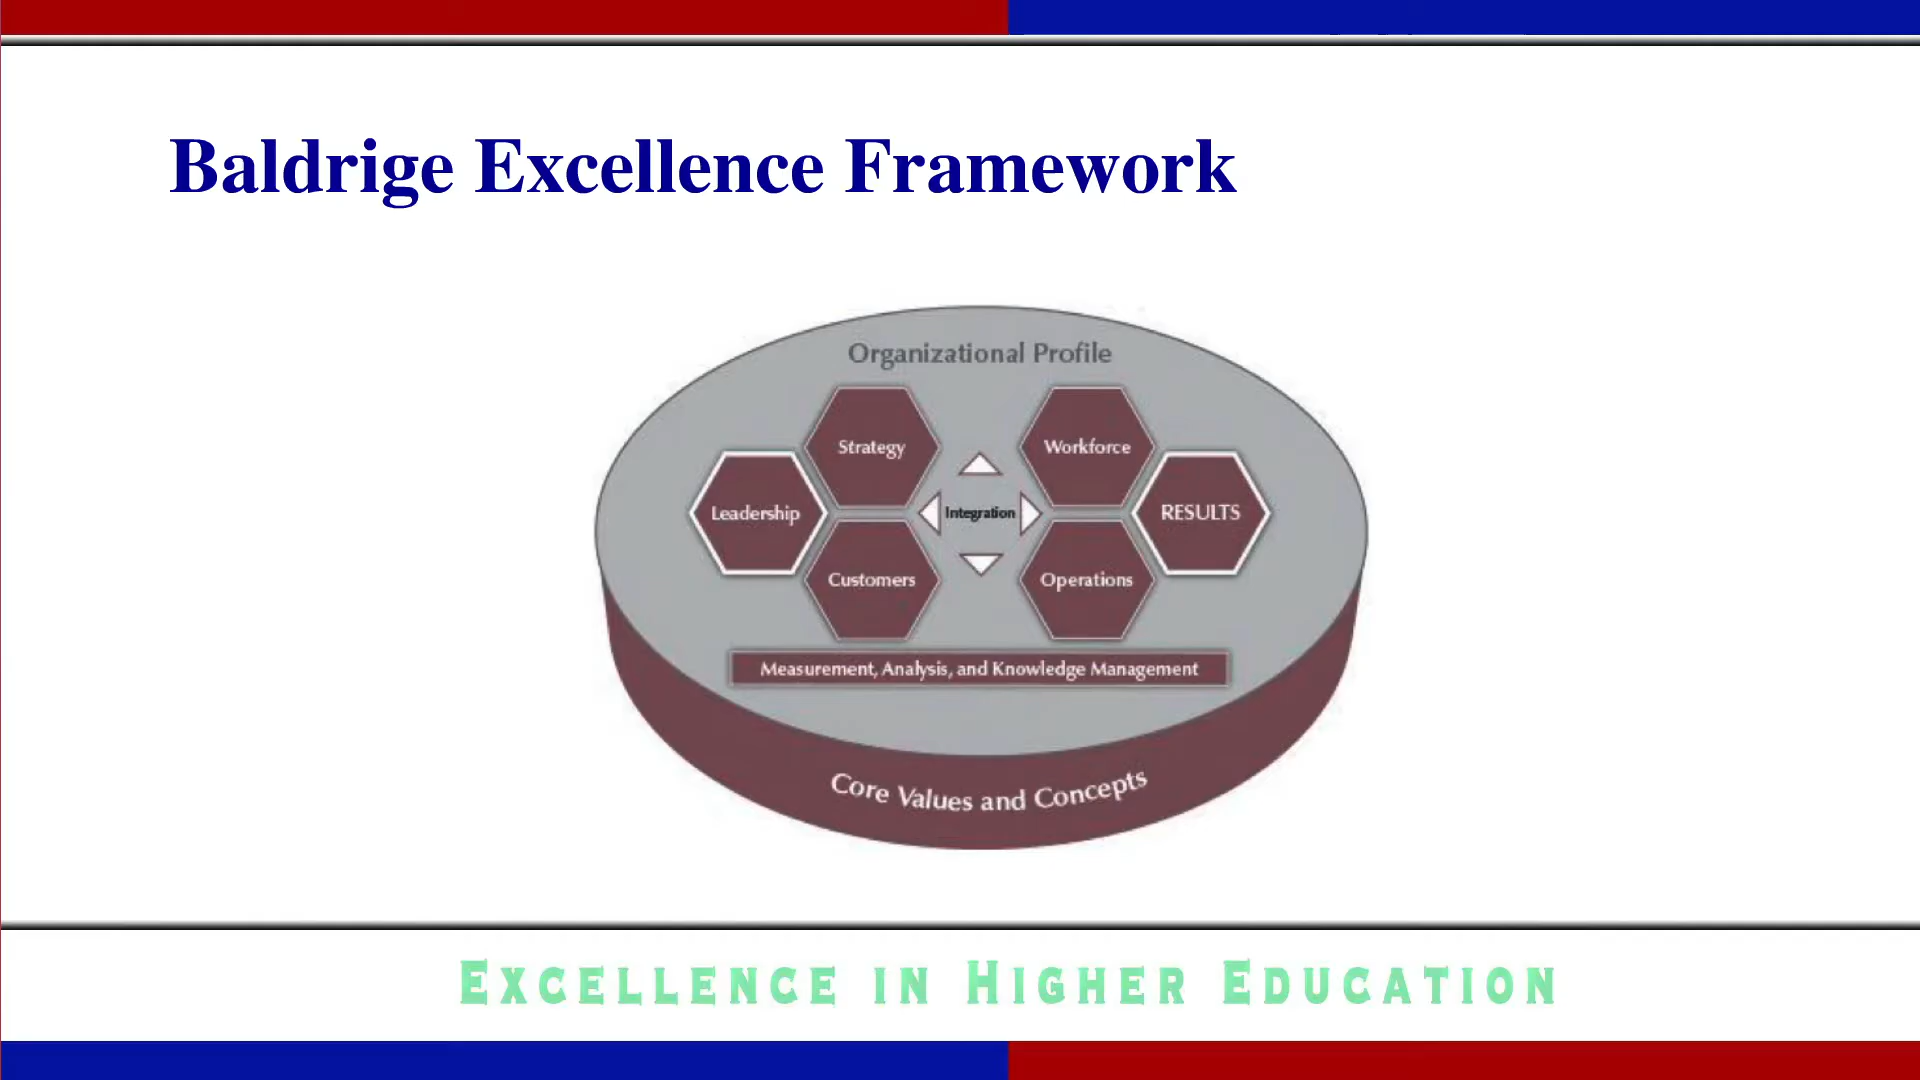 Baldrige Excellence Framework
Organizational Profile
Strategy
Workforce
Leadership
Integration
RESULTS
Customers
Operations
Measurement, Analysis, and Knowledge Management
Core Values and Concepts
EXCELLENCE IN HIGHER EDUCATION